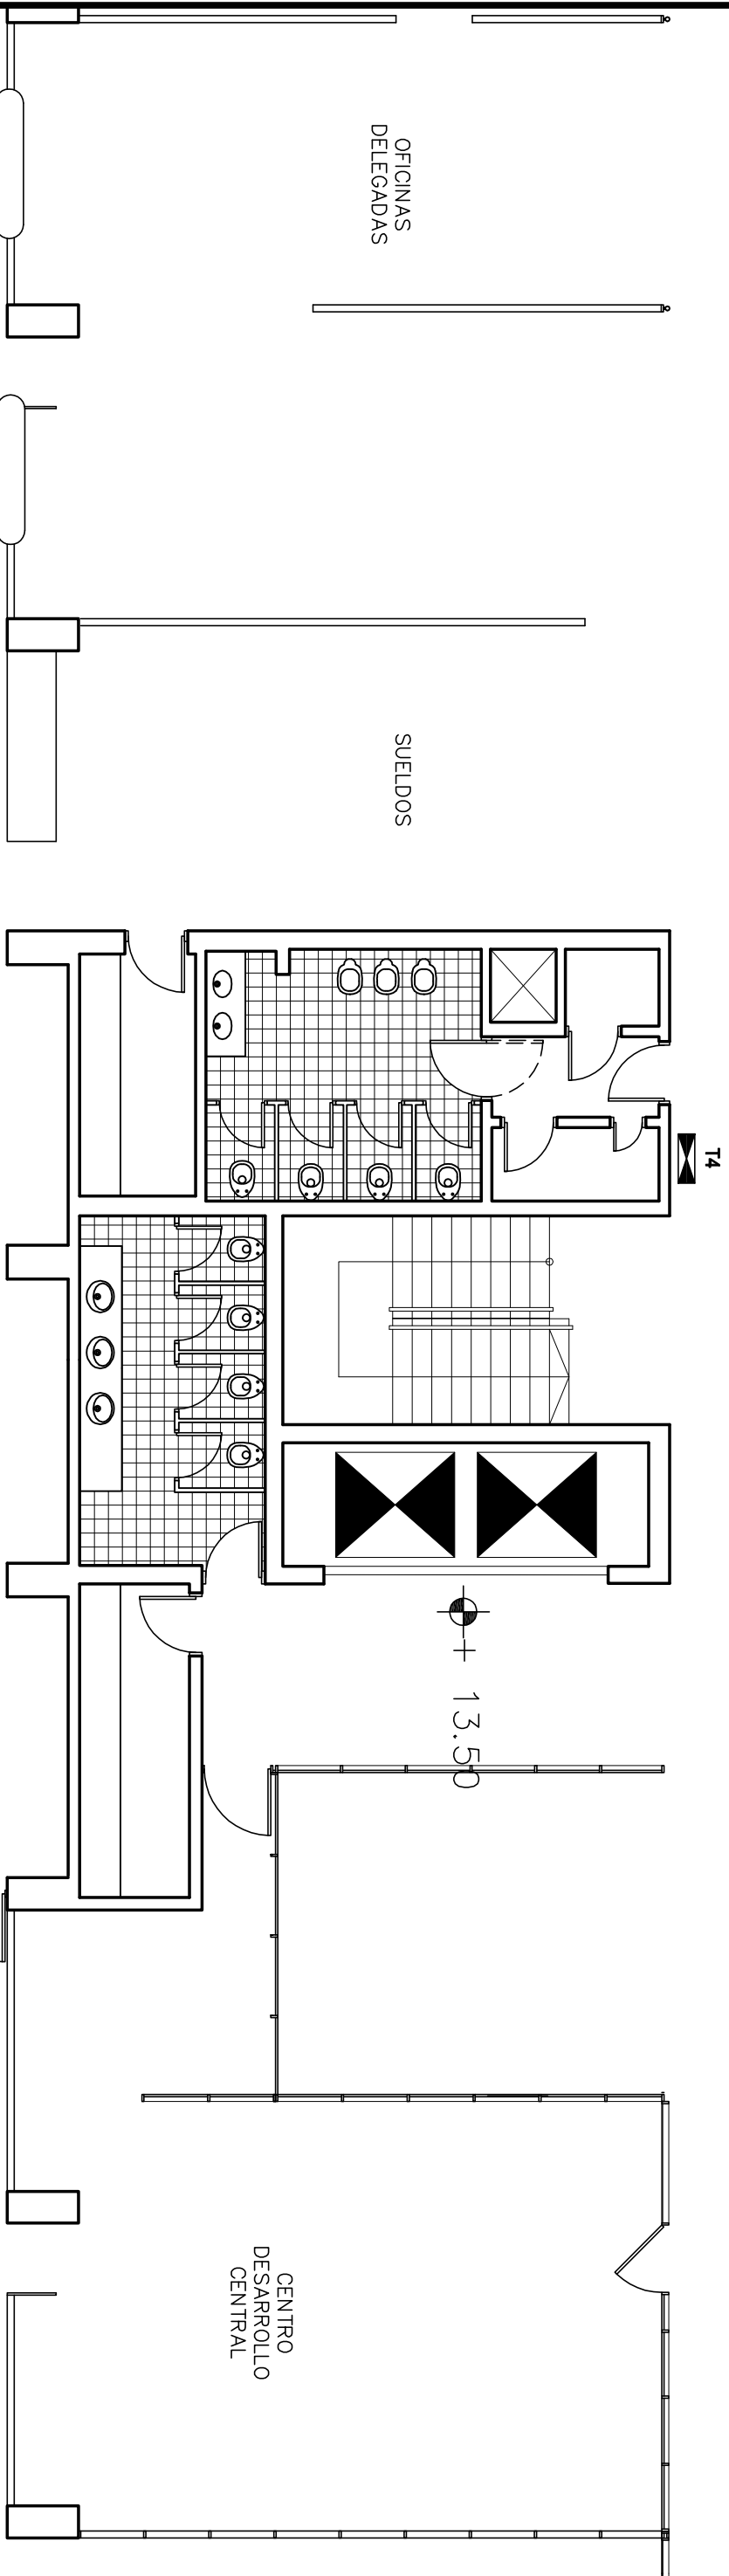 OFICINAS
DELEGADAS
SUELDOS
T4
+ 13.50
CENTRO
DESARROLLO
CENTRAL